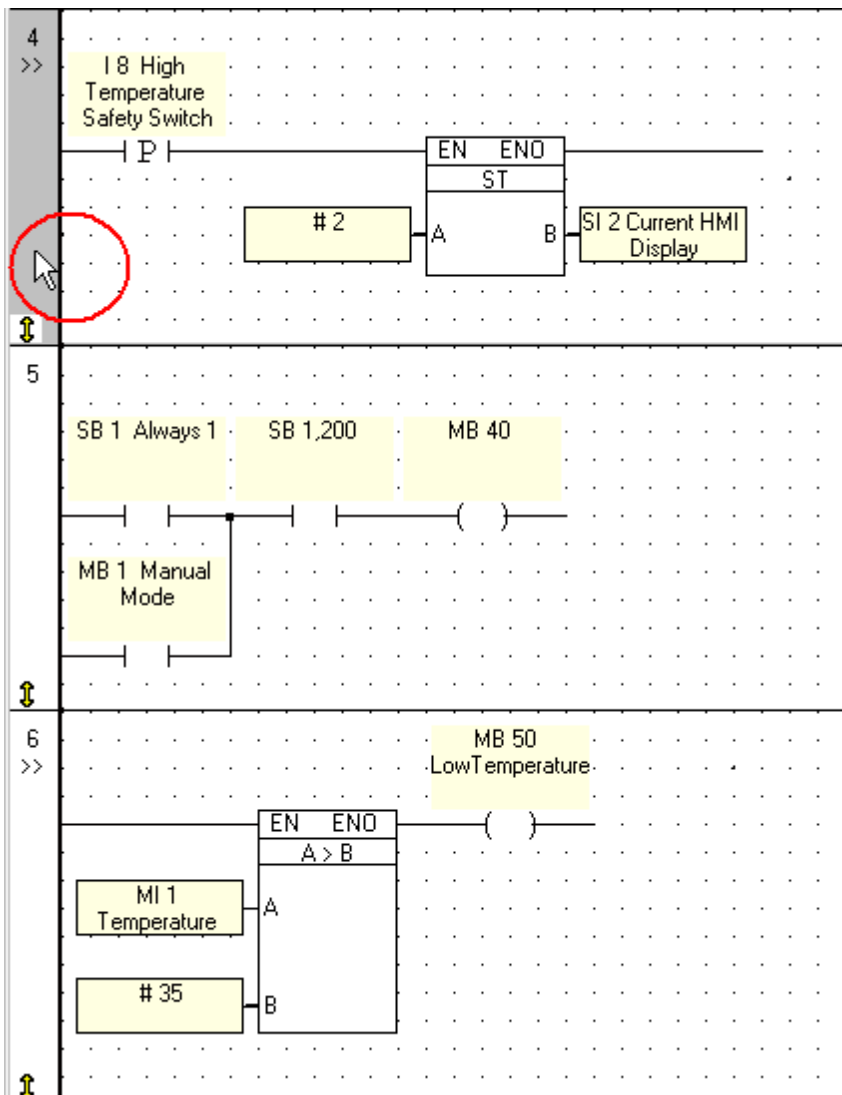 4
>>
I 8 High
Temperature
Safety Switch
P
EN ENO
ST
# 2
A
B
SI 2 Current HMI
Display
5
SB 1 Always 1
SB 1,200
MB 40
MB 1 Manual
Mode
6
>>
MB 50
LowTemperature
EN ENO
A > B
MI 1
Temperature
A
# 35
B